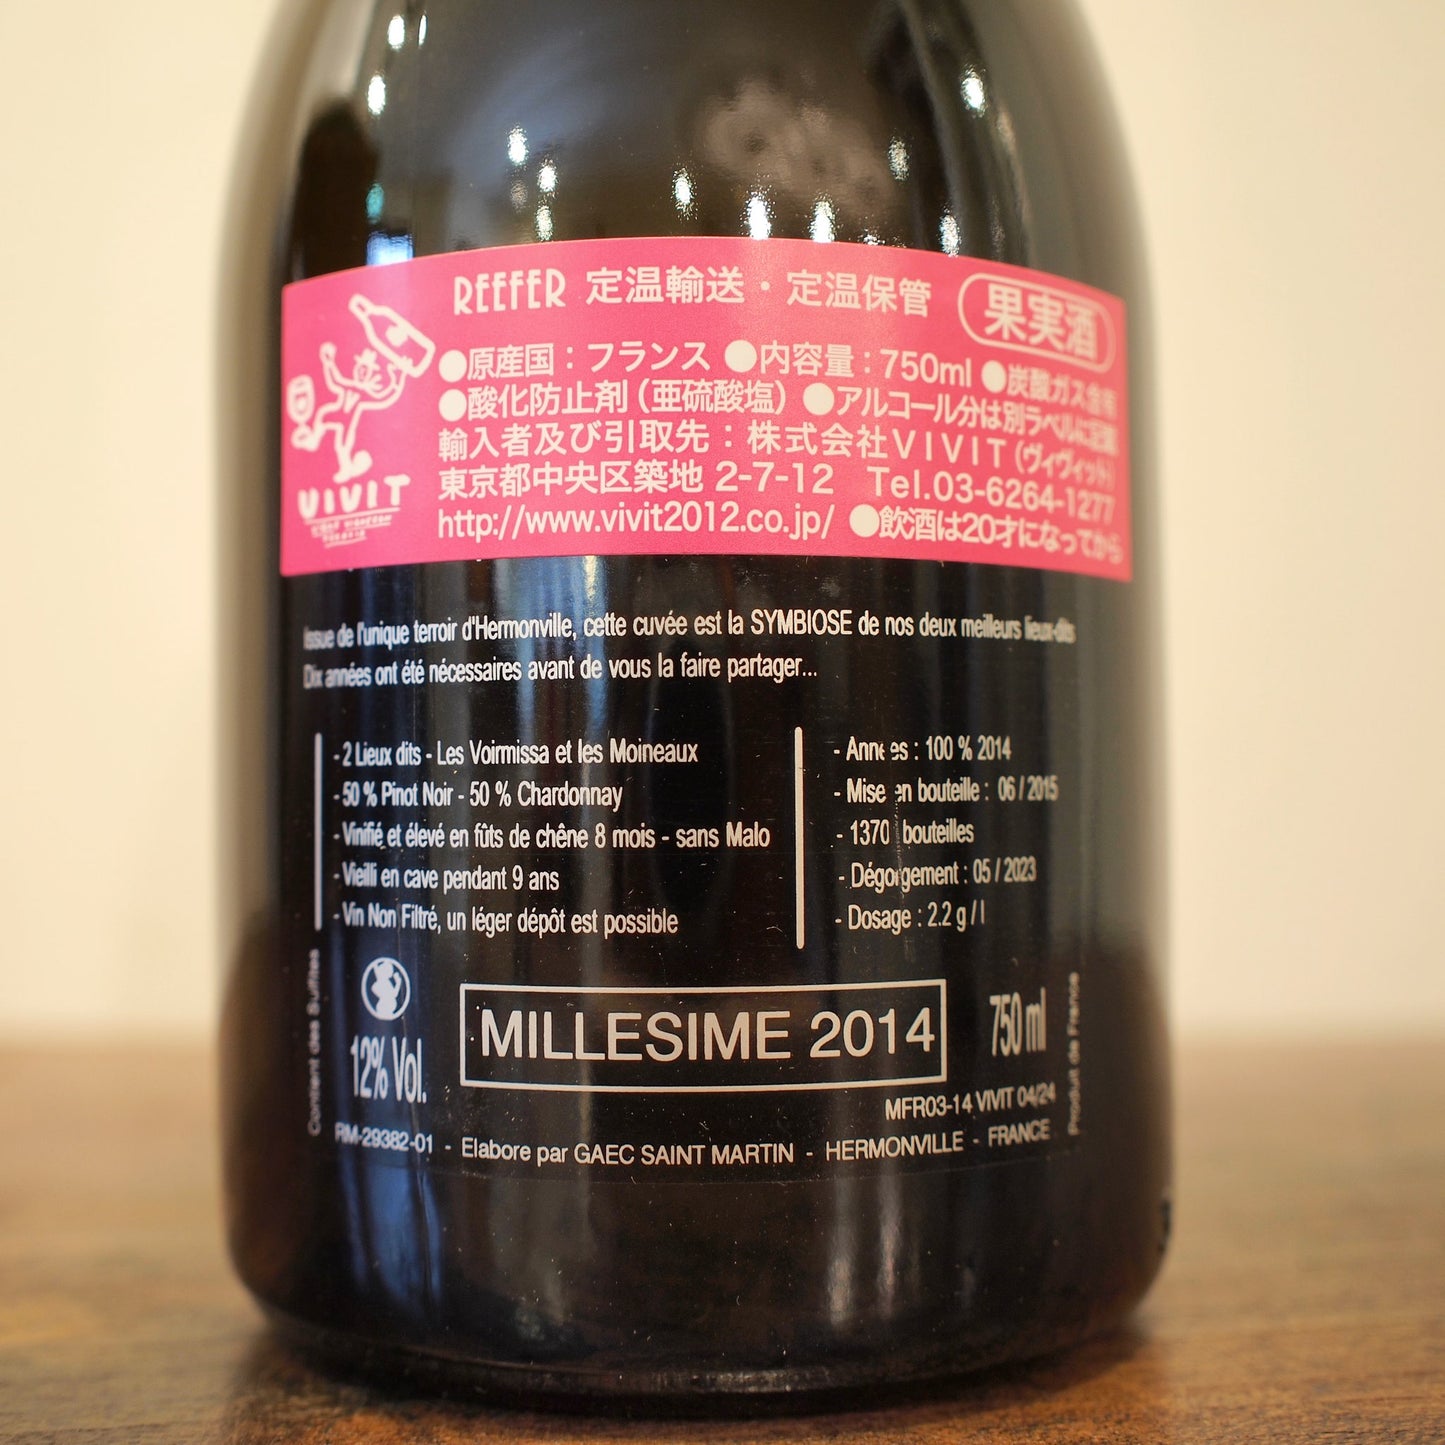 REEFER 定温輸送・定温保管 果実酒
●原産国：フランス ●内容量：750ml ●炭酸ガス含有
●酸化防止剤（亜硫酸塩） ●アルコール分は別ラベルに記載
輸入者及び引取先：株式会社VIVIT（ヴィヴィット）
東京都中央区築地 2-7-12 Tel.03-6264-1277
http://www.vivit2012.co.jp/ ●飲酒は20才になってから
VIVIT
Issue de l'unique terroir d'Hermonville, cette cuvée est la SYMBIOSE de nos deux meilleurs lieux-dits
Dix années ont été nécessaires avant de vous la faire partager...
- 2 Lieux dits - Les Voirmissa et les Moineaux
- 50 % Pinot Noir - 50 % Chardonnay
- Vinifié et élevé en fûts de chêne 8 mois - sans Malo
- Vieilli en cave pendant 9 ans
- Vin Non Filtré, un léger dépôt est possible
- Années : 100 % 2014
- Mise en bouteille : 06 / 2015
- 1370 bouteilles
- Dégorgement : 05 / 2023
- Dosage : 2.2 g / l
Contient des Sulfites
12% Vol.
MILLESIME 2014
750 ml
Produit de France
MFR03-14 VIVIT 04/24
RM-29382-01 - Elabore par GAEC SAINT MARTIN - HERMONVILLE - FRANCE